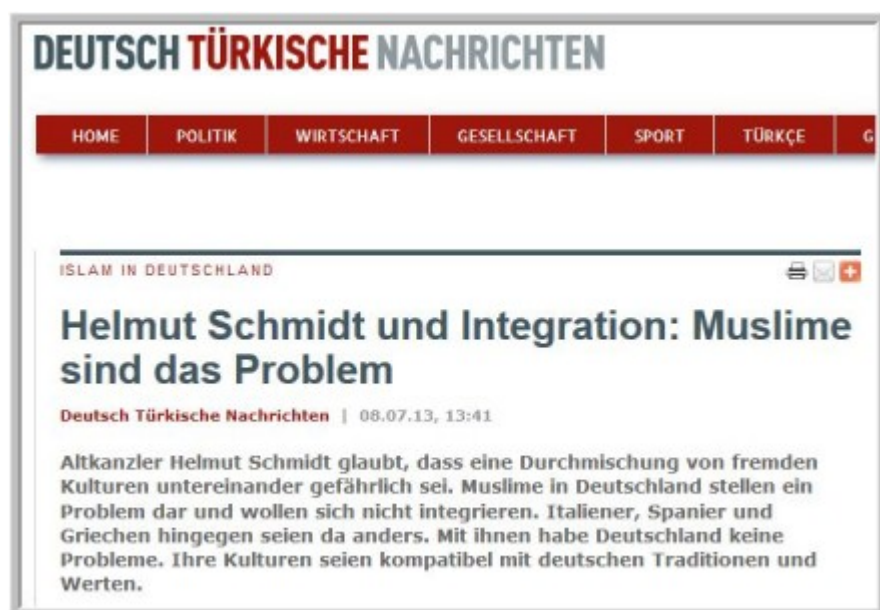 DEUTSCH TÜRKISCHE NACHRICHTEN
HOME POLITIK WIRTSCHAFT GESELLSCHAFT SPORT TÜRKÇE G
ISLAM IN DEUTSCHLAND
Helmut Schmidt und Integration: Muslime
sind das Problem
Deutsch Türkische Nachrichten | 08.07.13, 13:41
Altkanzler Helmut Schmidt glaubt, dass eine Durchmischung von fremden
Kulturen untereinander gefährlich sei. Muslime in Deutschland stellen ein
Problem dar und wollen sich nicht integrieren. Italiener, Spanier und
Griechen hingegen seien da anders. Mit ihnen habe Deutschland keine
Probleme. Ihre Kulturen seien kompatibel mit deutschen Traditionen und
Werten.